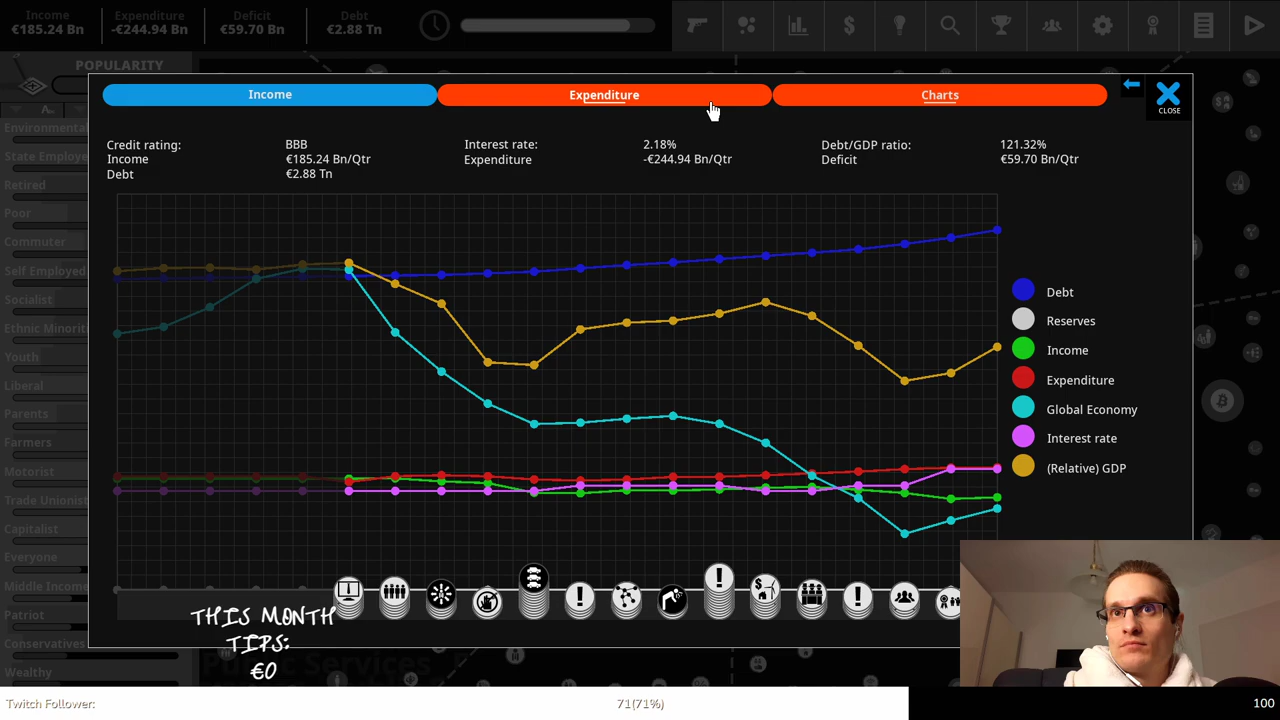 Income Expenditure Deficit Debt
€185.24 Bn -€244.94 Bn €59.70 Bn €2.88 Tn
POPULARITY
Income Expenditure Charts
CLOSE
Credit rating: BBB Interest rate: 2.18% Debt/GDP ratio: 121.32%
Income €185.24 Bn/Qtr Expenditure -€244.94 Bn/Qtr Deficit €59.70 Bn/Qtr
Debt €2.88 Tn
Environmental
State Employe
Retired
Poor
Commuter
Self Employed
Socialist
Ethnic Minorit
Youth
Liberal
Parents
Farmers
Motorist
Trade Unionist
Capitalist
Everyone
Middle Income
Patriot
Conservatives
Wealthy
Debt
Reserves
Income
Expenditure
Global Economy
Interest rate
(Relative) GDP
THIS MONTH
TIPS:
€0
Public Services
Twitch Follower: 71(71%) 100